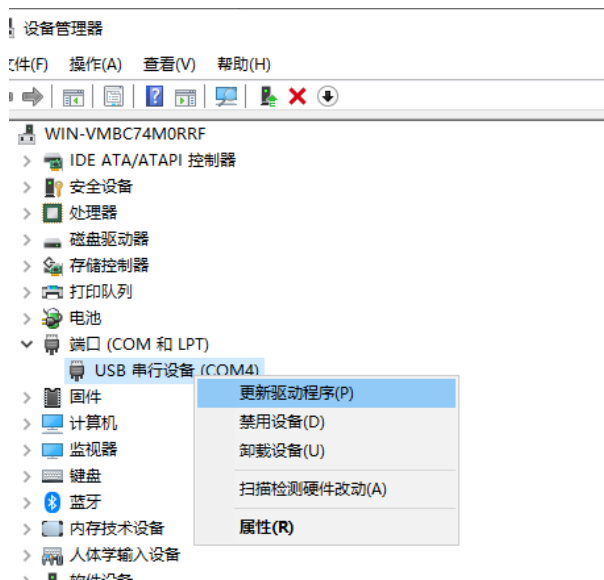 设备管理器
文件(F) 操作(A) 查看(V) 帮助(H)
WIN-VMBC74M0RRF
IDE ATA/ATAPI 控制器
安全设备
处理器
磁盘驱动器
存储控制器
打印队列
电池
端口 (COM 和 LPT)
USB 串行设备 (COM4)
更新驱动程序(P)
固件
计算机
禁用设备(D)
监视器
卸载设备(U)
键盘
扫描检测硬件改动(A)
蓝牙
内存技术设备
属性(R)
人体学输入设备
软件设备